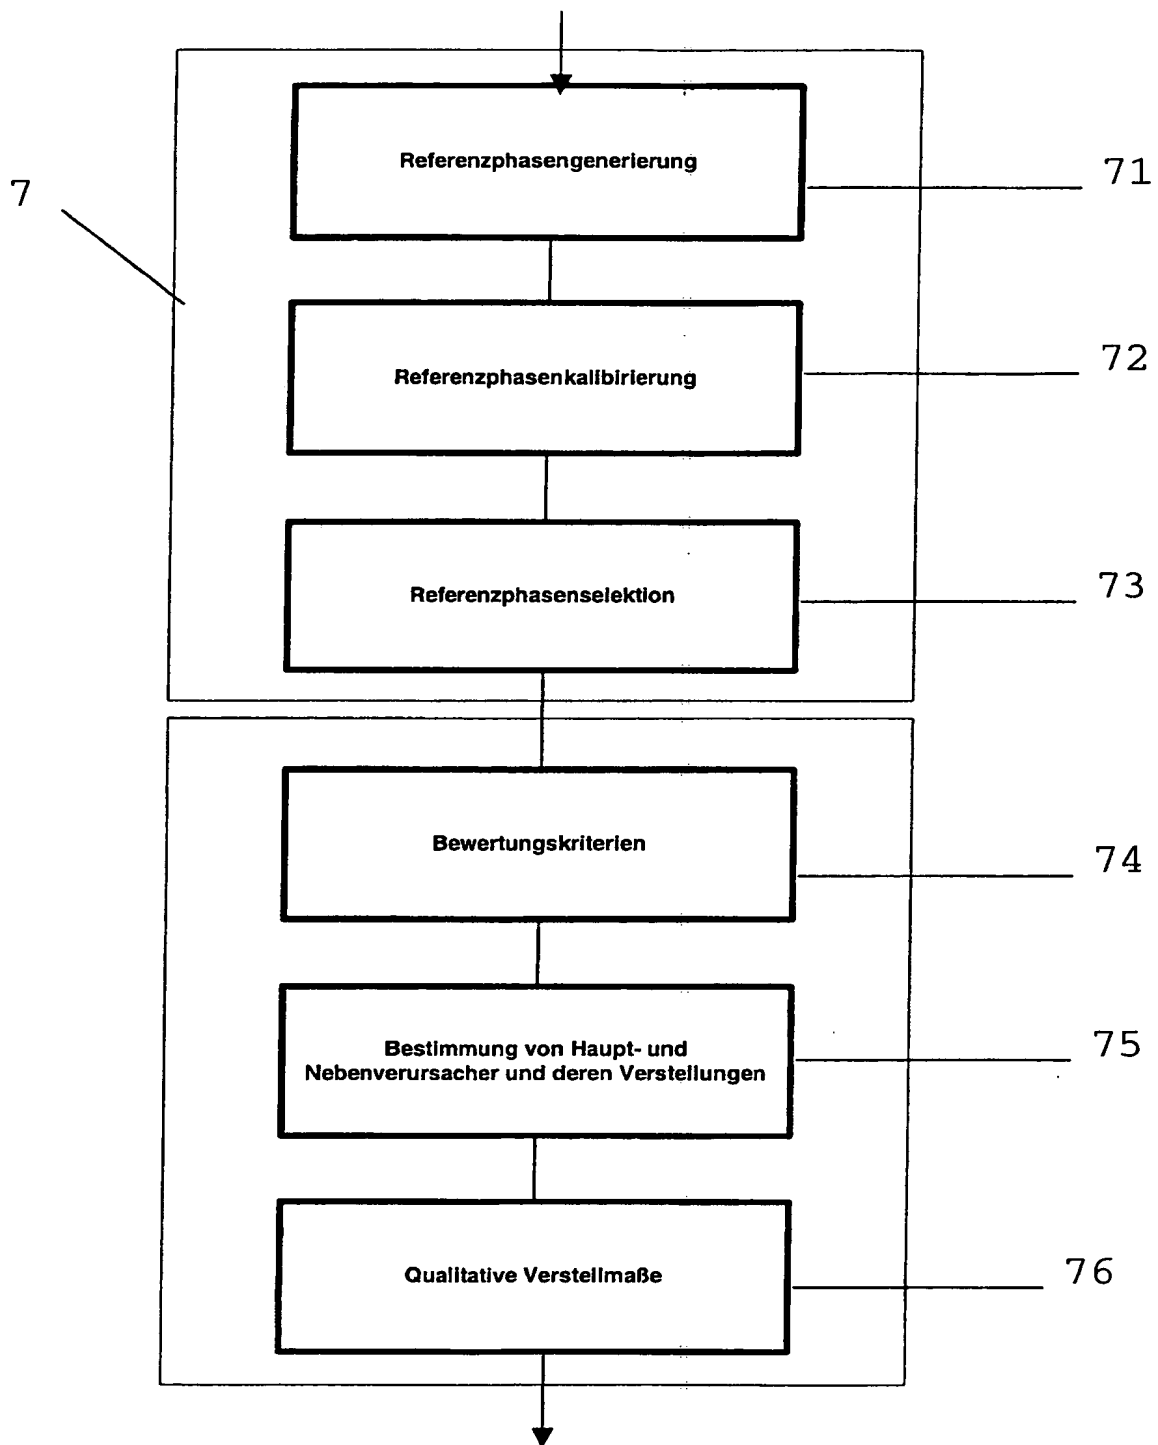 Referenzphasengenerierung
71
7
Referenzphasenkalibirierung
72
Referenzphasenselektion
73
Bewertungskriterien
74
Bestimmung von Haupt- und
Nebenverursacher und deren Verstellungen
75
Qualitative Verstellmaße
76